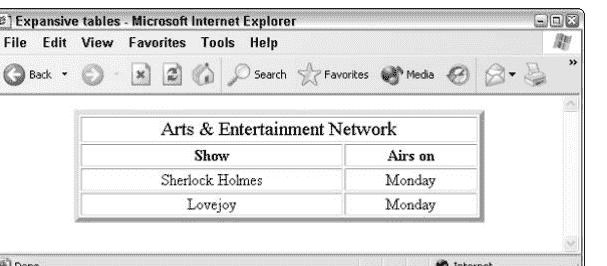 Expansive tables - Microsoft Internet Explorer
File Edit View Favorites Tools Help
Back Search Favorites Media »
Arts & Entertainment Network
Show Airs on
Sherlock Holmes Monday
Lovejoy Monday
Done Internet